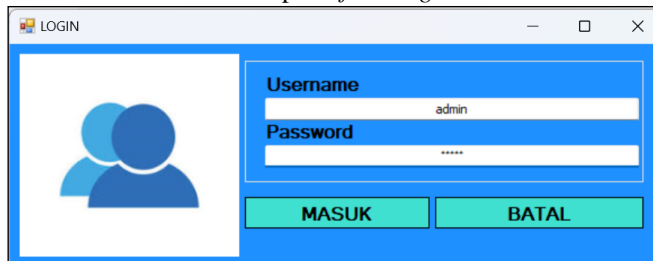 LOGIN
Username
admin
Password
*****
MASUK BATAL